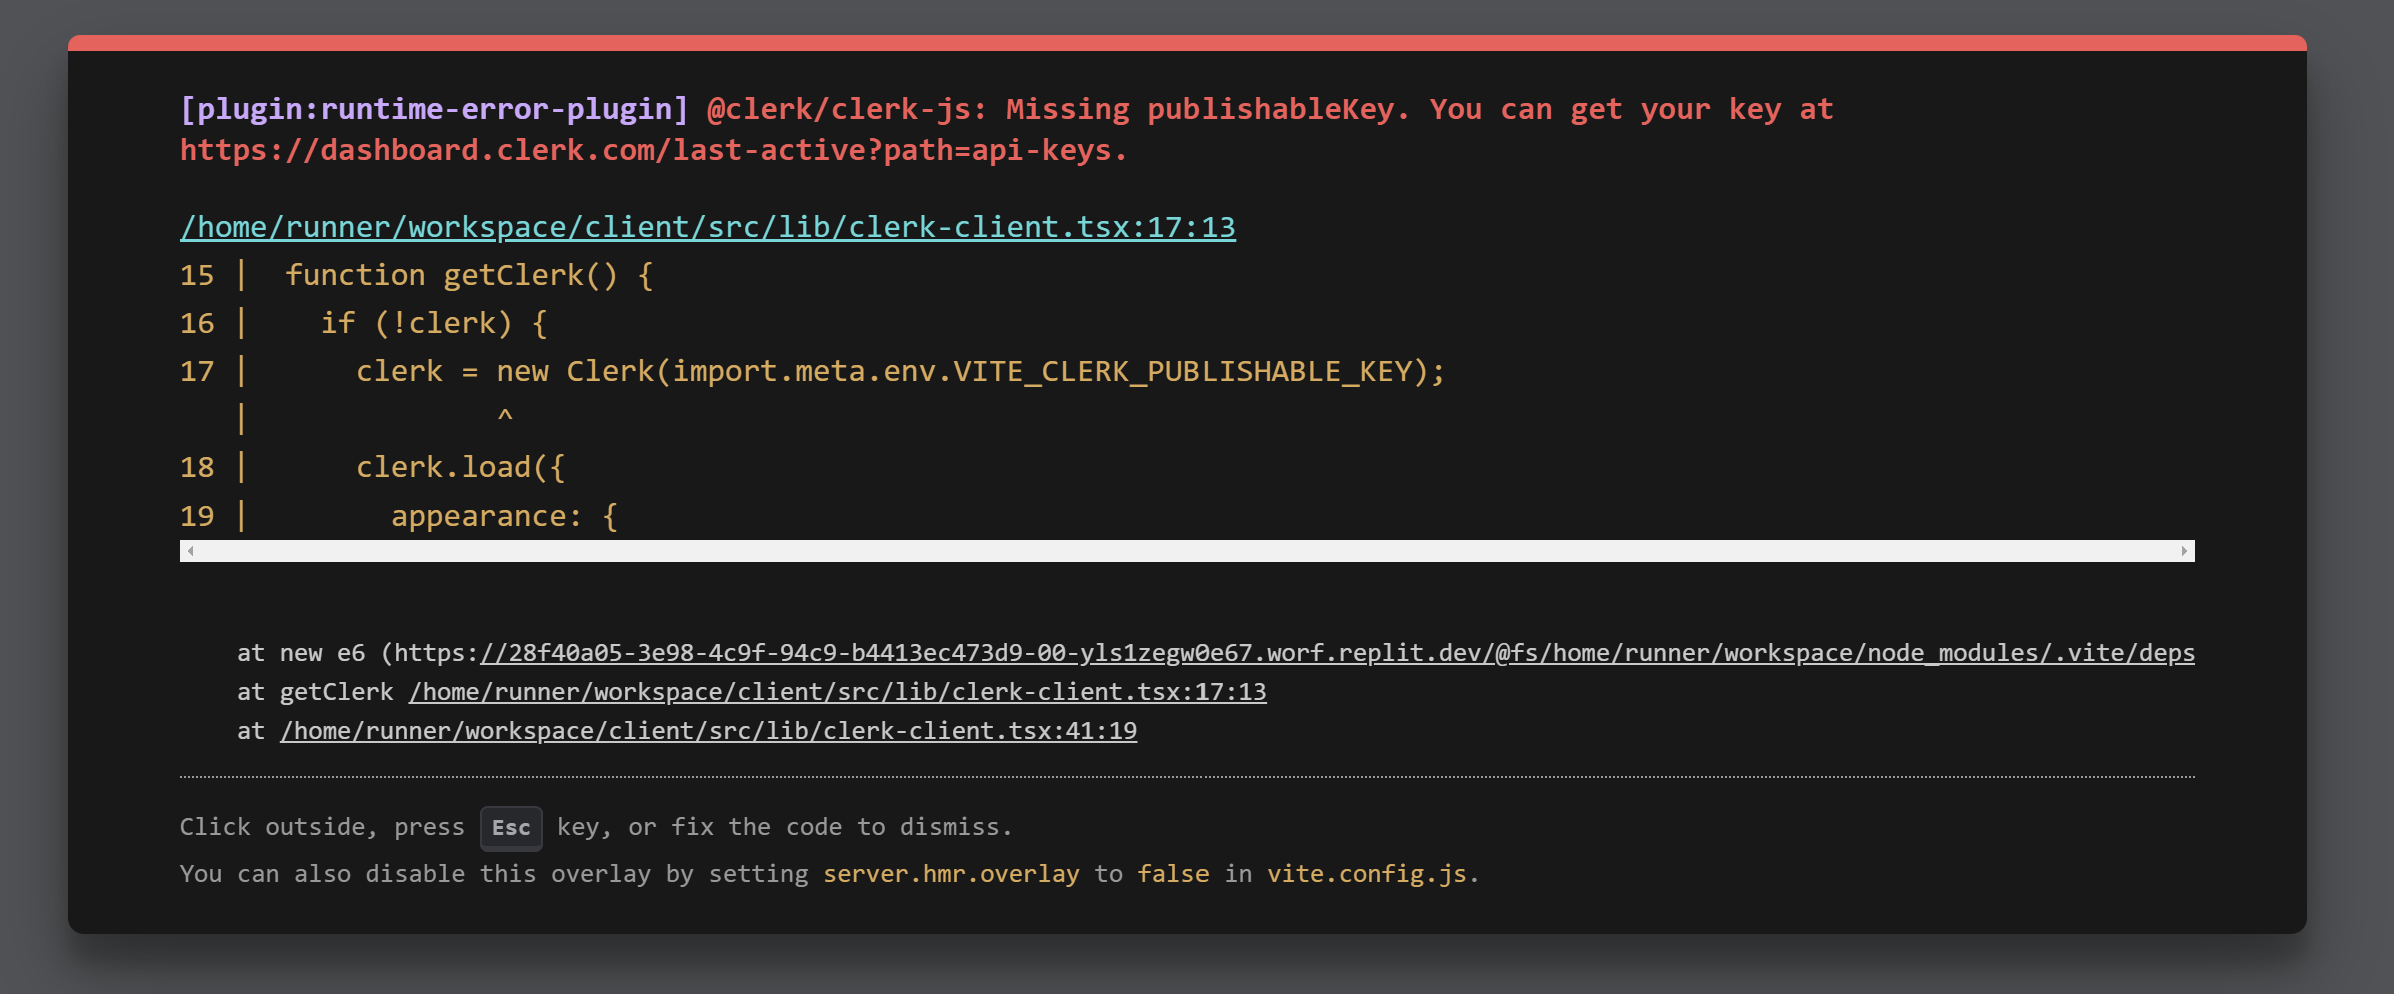 [plugin:runtime-error-plugin] @clerk/clerk-js: Missing publishableKey. You can get your key at
https://dashboard.clerk.com/last-active?path=api-keys.
/home/runner/workspace/client/src/lib/clerk-client.tsx:17:13
15 |  function getClerk() {
16 |    if (!clerk) {
17 |      clerk = new Clerk(import.meta.env.VITE_CLERK_PUBLISHABLE_KEY);
   |              ^
18 |      clerk.load({
19 |        appearance: {
at new e6 (https://28f40a05-3e98-4c9f-94c9-b4413ec473d9-00-yls1zegw0e67.worf.replit.dev/@fs/home/runner/workspace/node_modules/.vite/deps
at getClerk /home/runner/workspace/client/src/lib/clerk-client.tsx:17:13
at /home/runner/workspace/client/src/lib/clerk-client.tsx:41:19
Click outside, press Esc key, or fix the code to dismiss.
You can also disable this overlay by setting server.hmr.overlay to false in vite.config.js.